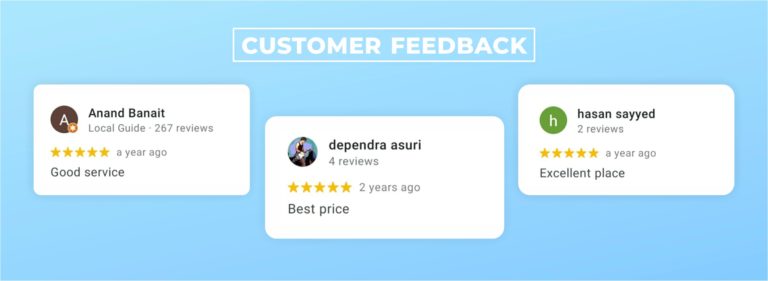 CUSTOMER FEEDBACK
A
Anand Banait
Local Guide · 267 reviews
a year ago
Good service
dependra asuri
4 reviews
2 years ago
Best price
h
hasan sayyed
2 reviews
a year ago
Excellent place